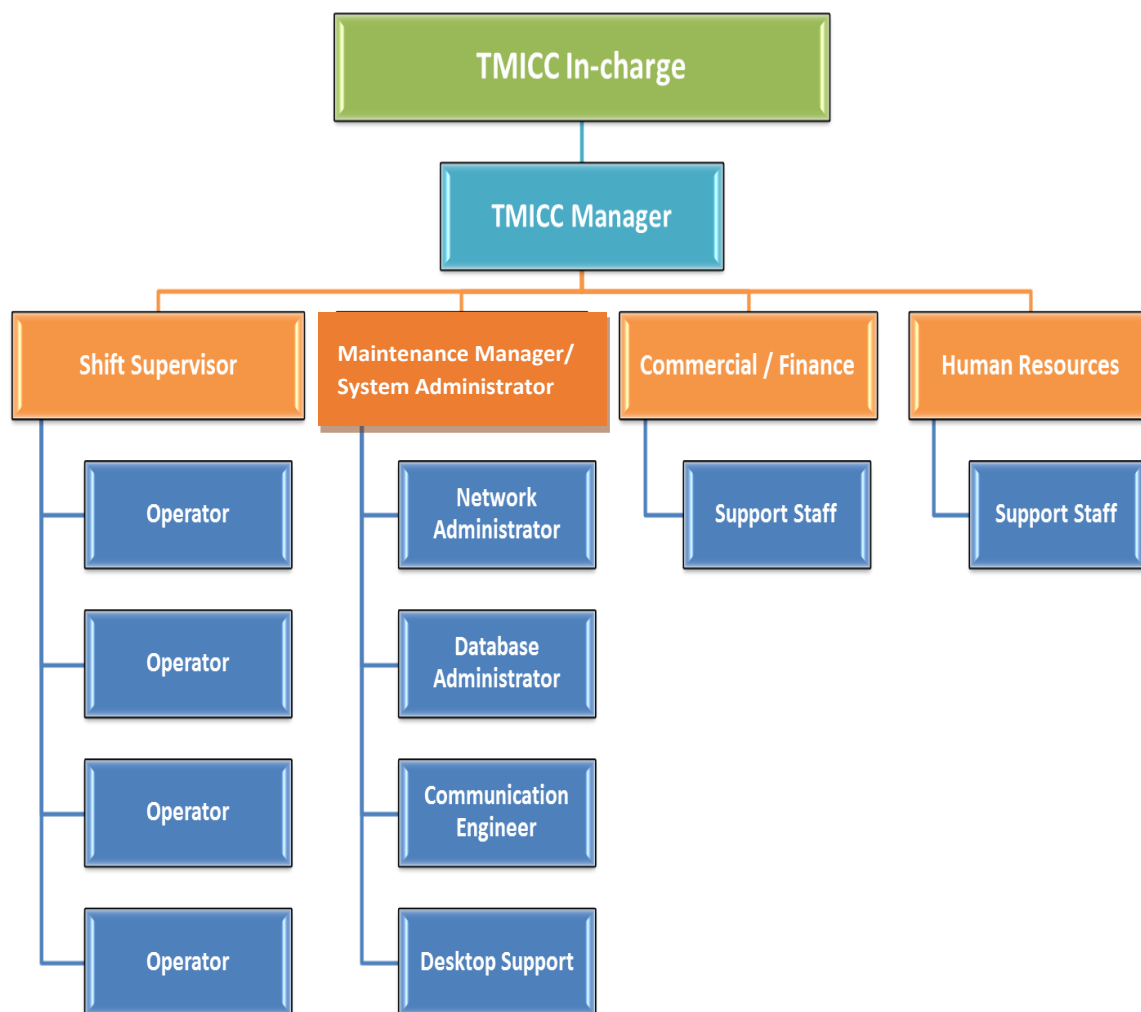 TMICC In-charge
TMICC Manager
Shift Supervisor
Maintenance Manager/
System Administrator
Commercial / Finance
Human Resources
Operator
Network
Administrator
Support Staff
Support Staff
Operator
Database
Administrator
Operator
Communication
Engineer
Operator
Desktop Support